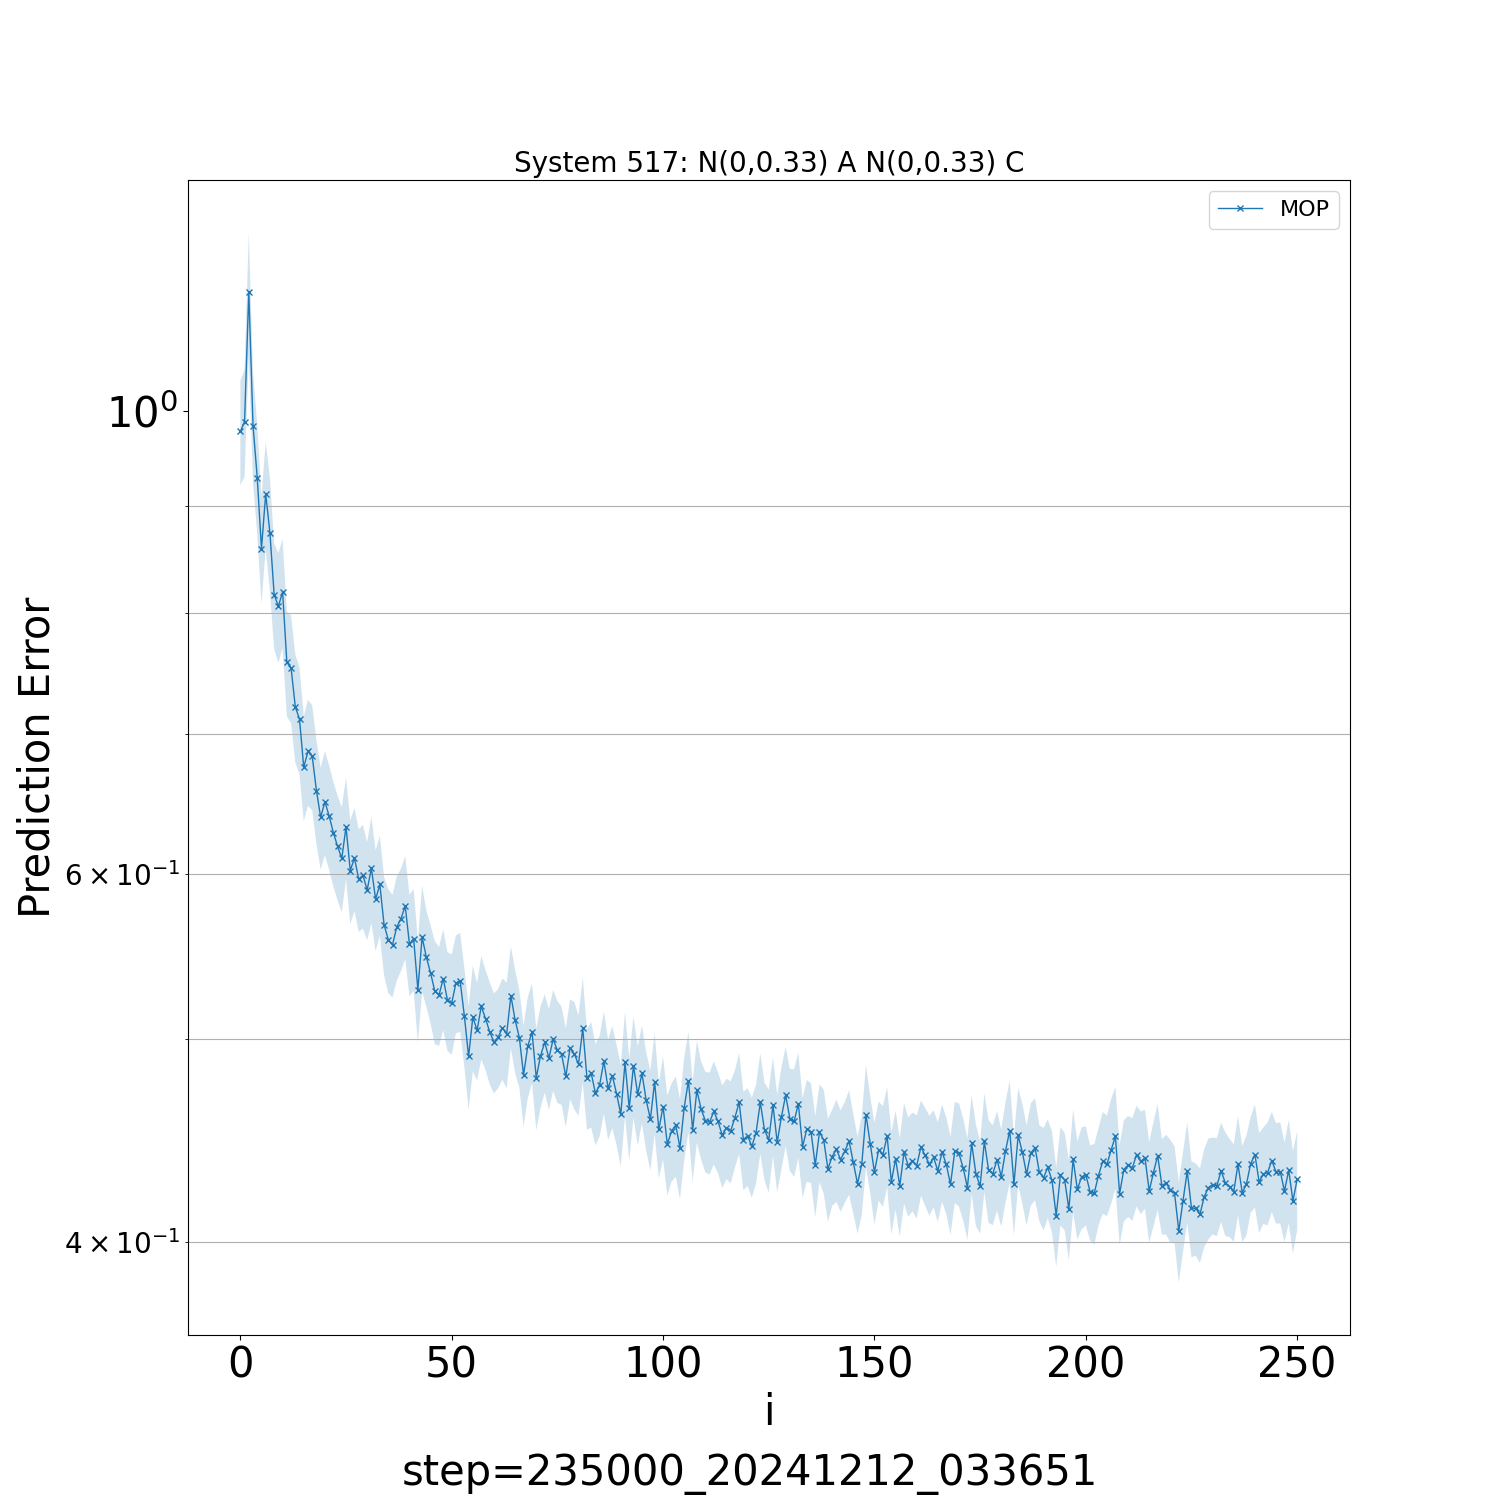 System 517: N(0,0.33) A N(0,0.33) C
MOP
Prediction Error
10⁰
6 × 10⁻¹
4 × 10⁻¹
0 50 100 150 200 250
i
step=235000_20241212_033651